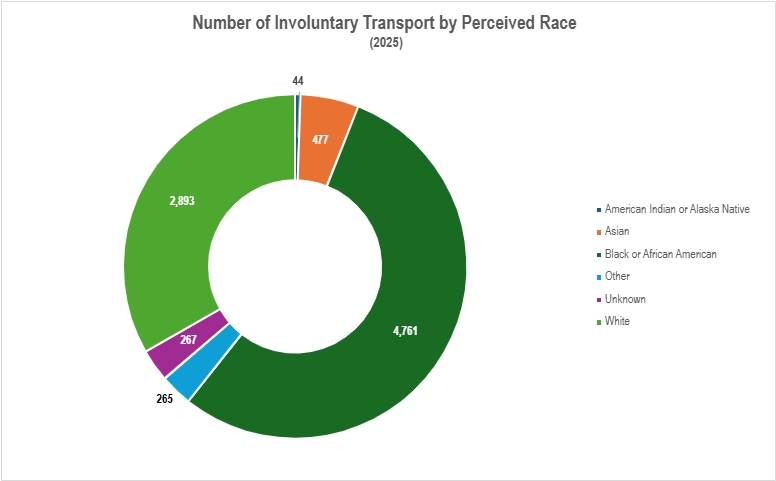 Number of Involuntary Transport by Perceived Race
(2025)
44
477
2,893
4,761
267
265
American Indian or Alaska Native
Asian
Black or African American
Other
Unknown
White